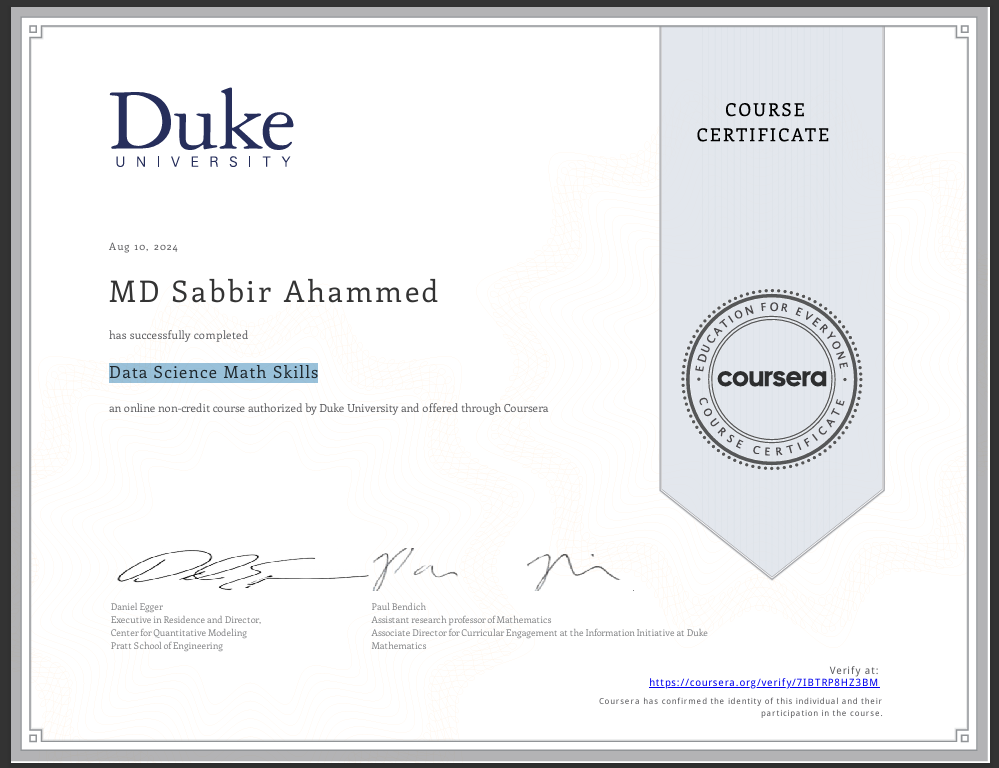 Duke
UNIVERSITY
COURSE
CERTIFICATE
Aug 10, 2024
MD Sabbir Ahammed
has successfully completed
Data Science Math Skills
an online non-credit course authorized by Duke University and offered through Coursera
EDUCATION FOR EVERYONE
coursera
COURSE CERTIFICATE
Daniel Egger
Executive in Residence and Director,
Center for Quantitative Modeling
Pratt School of Engineering
Paul Bendich
Assistant research professor of Mathematics
Associate Director for Curricular Engagement at the Information Initiative at Duke
Mathematics
Verify at:
https://coursera.org/verify/7IBTRP8HZ3BM
Coursera has confirmed the identity of this individual and their
participation in the course.